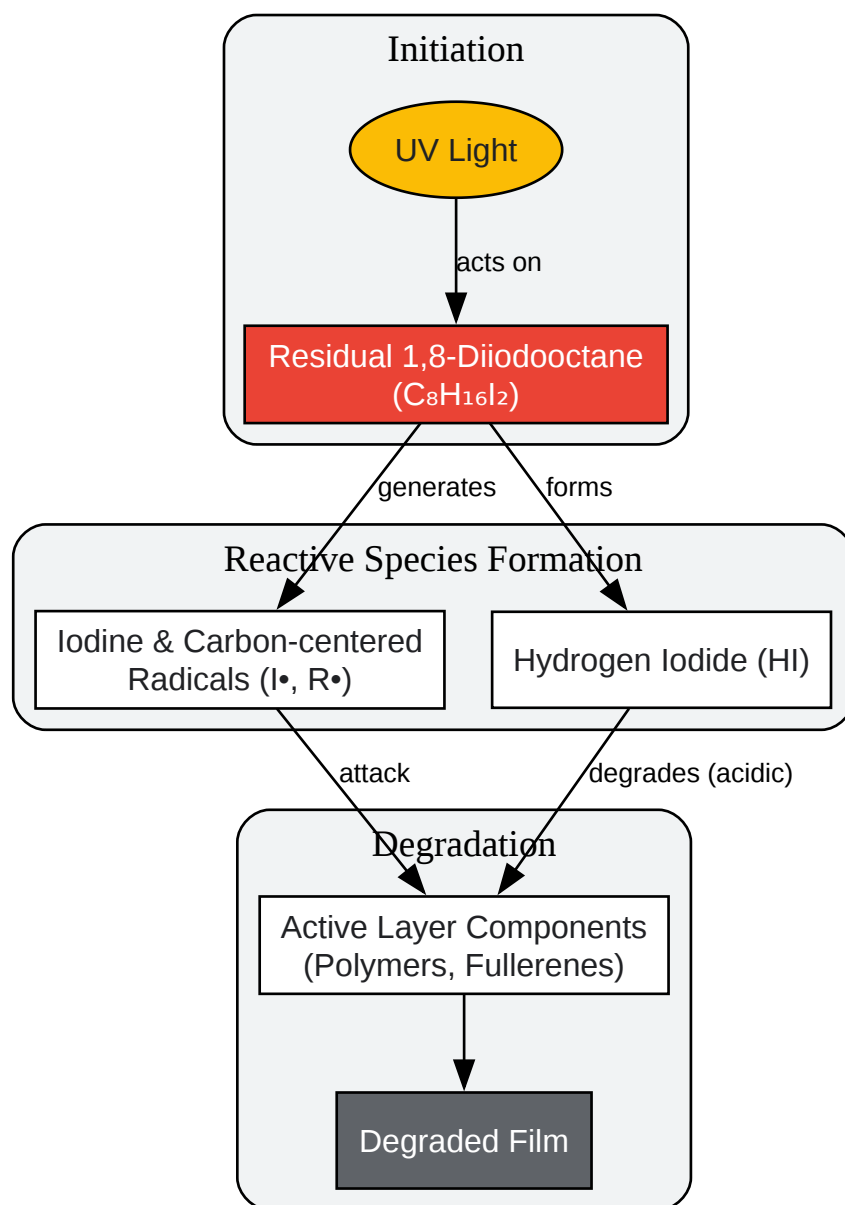 Initiation
UV Light
acts on
Residual 1,8-Diiodooctane
(C₈H₁₆I₂)
generates
forms
Reactive Species Formation
Iodine & Carbon-centered
Radicals (I•, R•)
Hydrogen Iodide (HI)
attack
degrades (acidic)
Degradation
Active Layer Components
(Polymers, Fullerenes)
Degraded Film